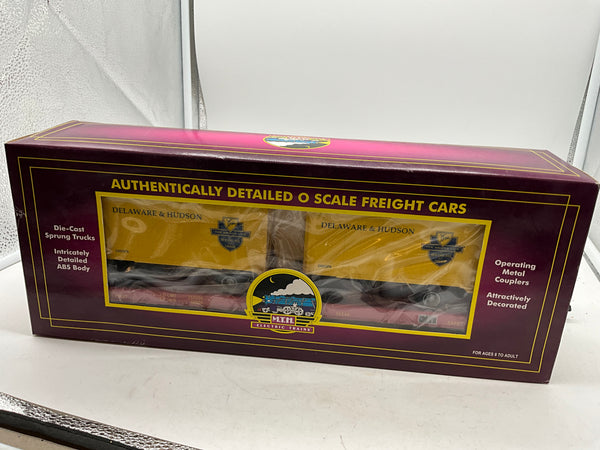 AUTHENTICALLY DETAILED O SCALE FREIGHT CARS
Die-Cast
Sprung Trucks
Intricately
Detailed
ABS Body
DELAWARE & HUDSON
DELAWARE & HUDSON
Operating
Metal
Couplers
Attractively
Decorated
M.T.H.
ELECTRIC TRAINS
FOR AGES 8 TO ADULT